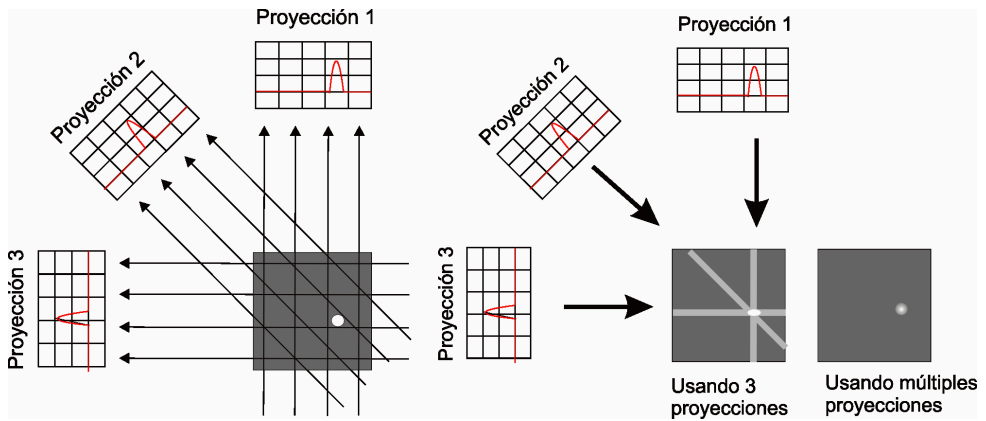 Proyección 1
Proyección 2
Proyección 3
Proyección 1
Proyección 2
Proyección 3
Usando 3
proyecciones
Usando múltiples
proyecciones